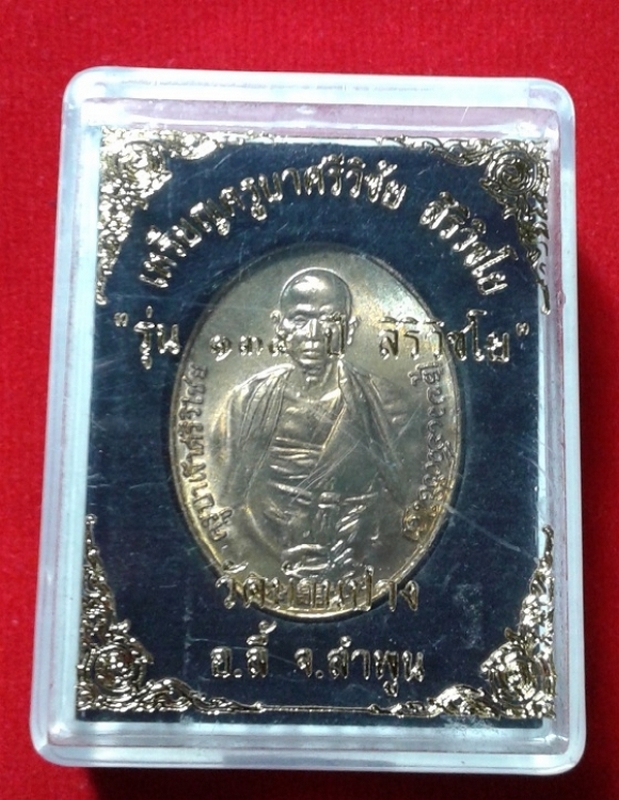 เหรียญครูบาศรีวิชัย สิริวิชโย
"รุ่น ๑๓๕ ปี สิริวิชโย"
วัดบ้านปาง
อ.ลี้ จ.ลำพูน